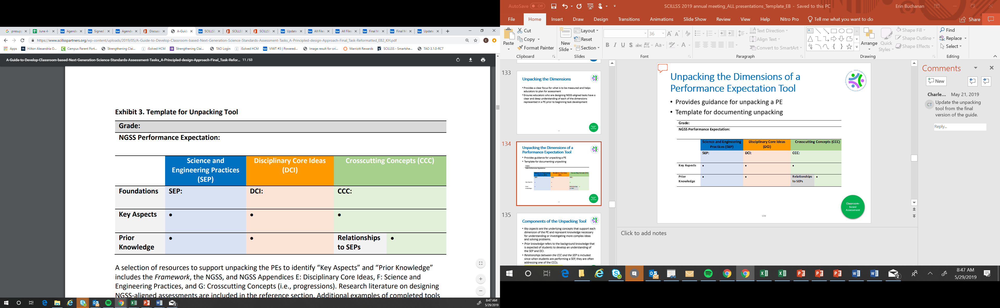 presup
June 4-
Agenda
Signed
Agenda
Discuss
A-Guide
SCILLSS
SCILLSS
SCILLSS
Update
All Files
All Files
Final M
Final M
Update
https://www.scillsspartners.org/wp-content/uploads/2019/05/A-Guide-to-Develop-Classroom-based-Next-Generation-Science-Standards-Assessment-Tasks_A-Principled-design-Approach-Final_Task-Reformatted_EB2_KH.pdf
Apps
Hilton Alexandria O...
Campus Parent Port...
Strengthening Clai...
iSolved HCM
Strengthening Clai...
TAO Login
iSolved HCM
VIWT #3 | Powered...
Image result for ori...
Marriott Rewards
SCILLSS - Smartshe...
TAO 3.1.0-RC7
A-Guide-to-Develop-Classroom-based-Next-Generation-Science-Standards-Assessment-Tasks_A-Principled-design-Approach-Final_Task-Refor... 11 / 53
Exhibit 3. Template for Unpacking Tool
Grade:
NGSS Performance Expectation:
Science and
Engineering Practices
(SEP)
Disciplinary Core Ideas
(DCI)
Crosscutting Concepts (CCC)
Foundations
SEP:
DCI:
CCC:
Key Aspects
•
•
•
Prior
Knowledge
•
•
Relationships
to SEPs
•
A selection of resources to support unpacking the PEs to identify “Key Aspects” and “Prior Knowledge”
includes the Framework, the NGSS, and NGSS Appendices E: Disciplinary Core Ideas, F: Science and
Engineering Practices, and G: Crosscutting Concepts (i.e., progressions). Research literature on designing
NGSS-aligned assessments are included in the reference section. Additional examples of completed tools
8:47 AM
5/29/2019
AutoSave Off
SCILLSS 2019 annual meeting_ALL presentations_Template_EB - Saved to this PC
Erin Buchanan
File
Home
Insert
Draw
Design
Transitions
Animations
Slide Show
Review
View
Help
Nitro Pro
Tell me what you want to do
Share
Paste
Cut
Copy
Format Painter
Clipboard
New
Slide
Layout
Reset
Section
Slides
36
Font
Text Direction
Align Text
Convert to SmartArt
Paragraph
Arrange
Quick
Styles
Shape Fill
Shape Outline
Shape Effects
Drawing
Find
Replace
Select
Editing
133
Unpacking the Dimensions
• Provides a clear focus for what is to be measured and helps
educators to plan for assessment
• Ensures educators who are designing NGSS-aligned tasks have a
clear and deep understanding of each of the dimensions
represented in a PE prior to beginning task development
134
Unpacking the Dimensions of a
Performance Expectation Tool
• Provides guidance for unpacking a PE
• Template for documenting unpacking
135
Components of the Unpacking Tool
• Key aspects are the underlying concepts that support each
dimension of the PE and represent knowledge necessary
for understanding or investigating more complex ideas
and solving problems.
• Prior knowledge refers to the background knowledge that
is expected of students to develop an understanding of
the SEP and DCI.
• Relationships between the CCC and the SEP is included
since when students are performing a SEP, they are often
addressing one of the CCCs.
Unpacking the Dimensions of a
Performance Expectation Tool
• Provides guidance for unpacking a PE
• Template for documenting unpacking
Grade:
NGSS Performance Expectation:
Science and Engineering
Practices (SEP)
Disciplinary Core Ideas
(DCI)
Crosscutting Concepts (CCC)
SEP:
DCI:
CCC:
Key Aspects
•
•
•
Prior
Knowledge
•
•
Relationships
to SEPs
•
Classroom-
based
Assessment
134
Click to add notes
Comments
New
Charle...
May 21, 2019
CT
Update the unpacking
tool from the final
version of the guide.
Reply...
8:47 AM
5/29/2019